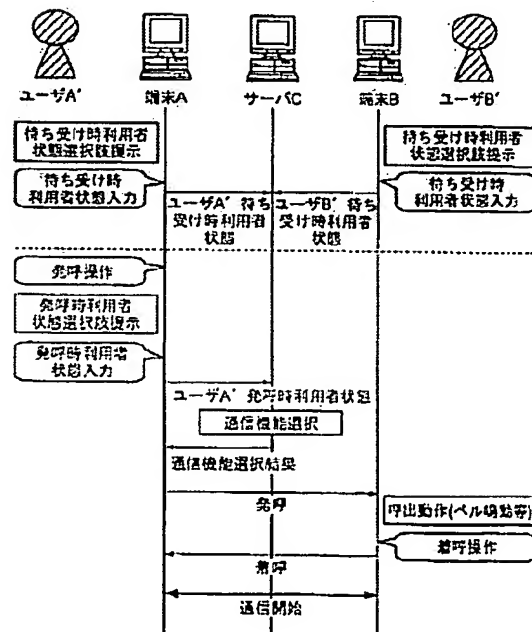 ユーザA'
端末A
サーバC
端末B
ユーザB'
待ち受け時利用者
状態選択肢提示
待ち受け時利用者
状態選択肢提示
待ち受け時
利用者状態入力
待ち受け時
利用者状態入力
ユーザA' 待ち
受け時利用者
状態
ユーザB' 待ち
受け時利用者
状態
発呼操作
発呼時利用者
状態選択肢提示
発呼時利用者
状態入力
ユーザA' 発呼時利用者状態
通信機能選択
通信機能選択結果
発呼
呼出動作(ベル鳴動等)
着呼操作
着呼
通信開始